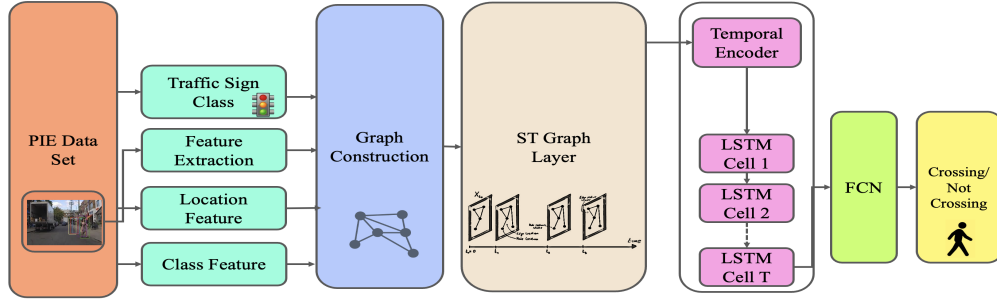 PIE Data
Set
Traffic Sign
Class
Feature
Extraction
Location
Feature
Class Feature
Graph
Construction
ST Graph
Layer
time
Temporal
Encoder
LSTM
Cell 1
LSTM
Cell 2
LSTM
Cell T
FCN
Crossing/
Not
Crossing